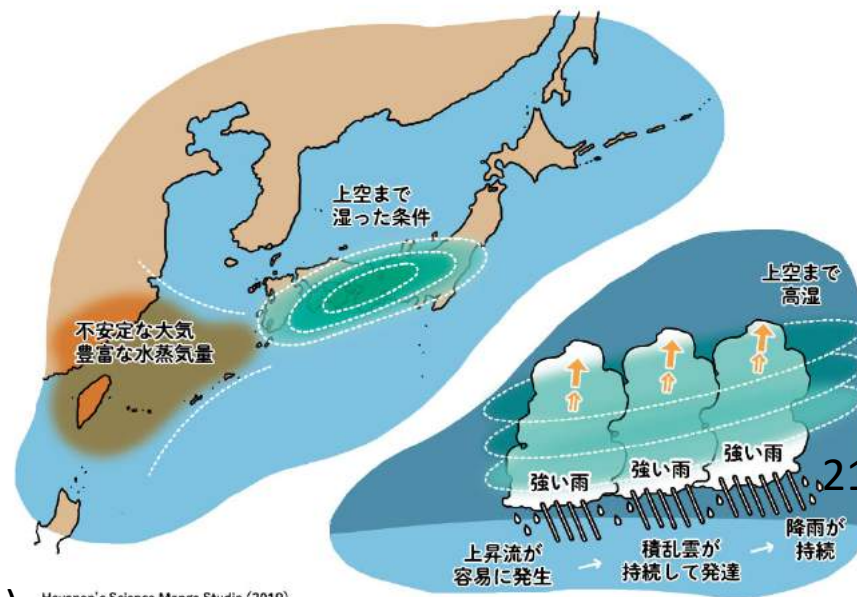 上空まで
湿った条件
不安定な大気
豊富な水蒸気量
上空まで
高湿
強い雨
強い雨
強い雨
21
上昇流が
容易に発生
→
積乱雲が
持続して発達
→
降雨が
持続
)
Hayanon's Science Manga Studio (2019)